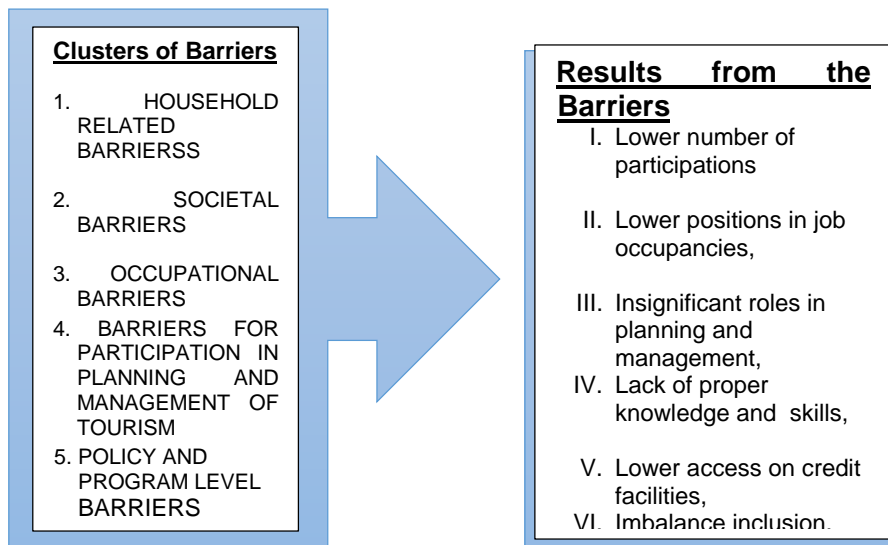 Clusters of Barriers
1. HOUSEHOLD
RELATED
BARRIERSS
2. SOCIETAL
BARRIERS
3. OCCUPATIONAL
BARRIERS
4. BARRIERS FOR
PARTICIPATION IN
PLANNING AND
MANAGEMENT OF
TOURISM
5. POLICY AND
PROGRAM LEVEL
BARRIERS
Results from the
Barriers
I. Lower number of
participations
II. Lower positions in job
occupancies,
III. Insignificant roles in
planning and
management,
IV. Lack of proper
knowledge and skills,
V. Lower access on credit
facilities,
VI. Imbalance inclusion.